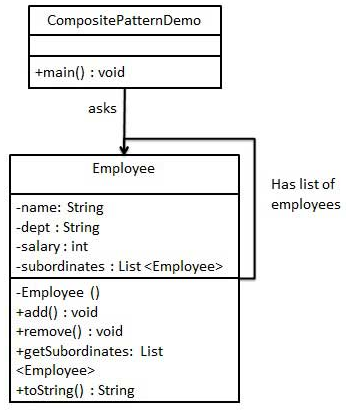 CompositePatternDemo
+main() : void
asks
Employee
-name: String
-dept : String
-salary : int
-subordinates : List <Employee>
Has list of
employees
-Employee ()
+add() : void
+remove() : void
+getSubordinates: List
<Employee>
+toString() : String